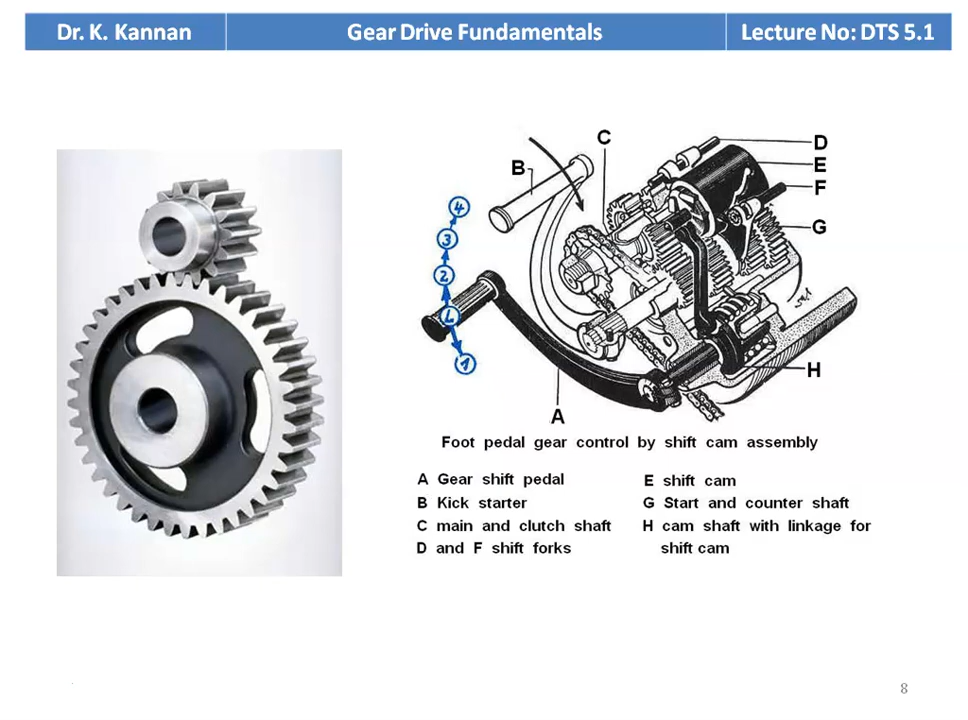 Dr. K. Kannan
Gear Drive Fundamentals
Lecture No: DTS 5.1
C
D
B
E
F
4
G
3
2
L
1
H
A
Foot pedal gear control by shift cam assembly
A Gear shift pedal
B Kick starter
C main and clutch shaft
D and F shift forks
E shift cam
G Start and counter shaft
H cam shaft with linkage for
shift cam
8